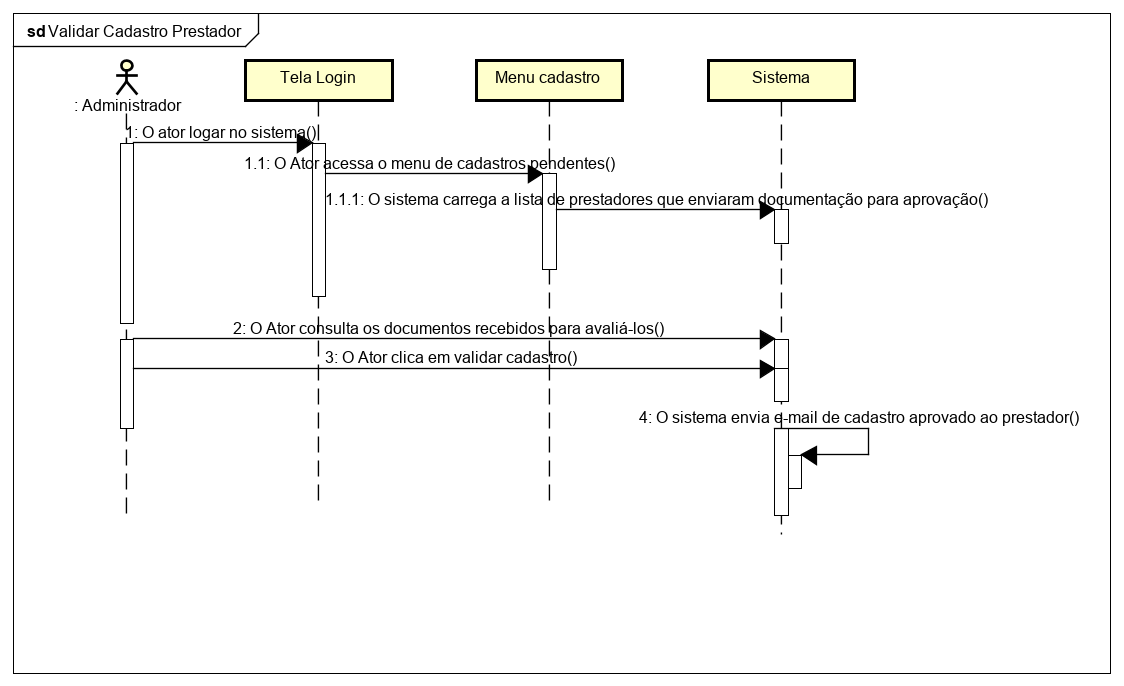 sd Validar Cadastro Prestador
: Administrador
Tela Login
Menu cadastro
Sistema
1: O ator logar no sistema()
1.1: O Ator acessa o menu de cadastros pendentes()
1.1.1: O sistema carrega a lista de prestadores que enviaram documentação para aprovação()
2: O Ator consulta os documentos recebidos para avaliá-los()
3: O Ator clica em validar cadastro()
4: O sistema envia e-mail de cadastro aprovado ao prestador()